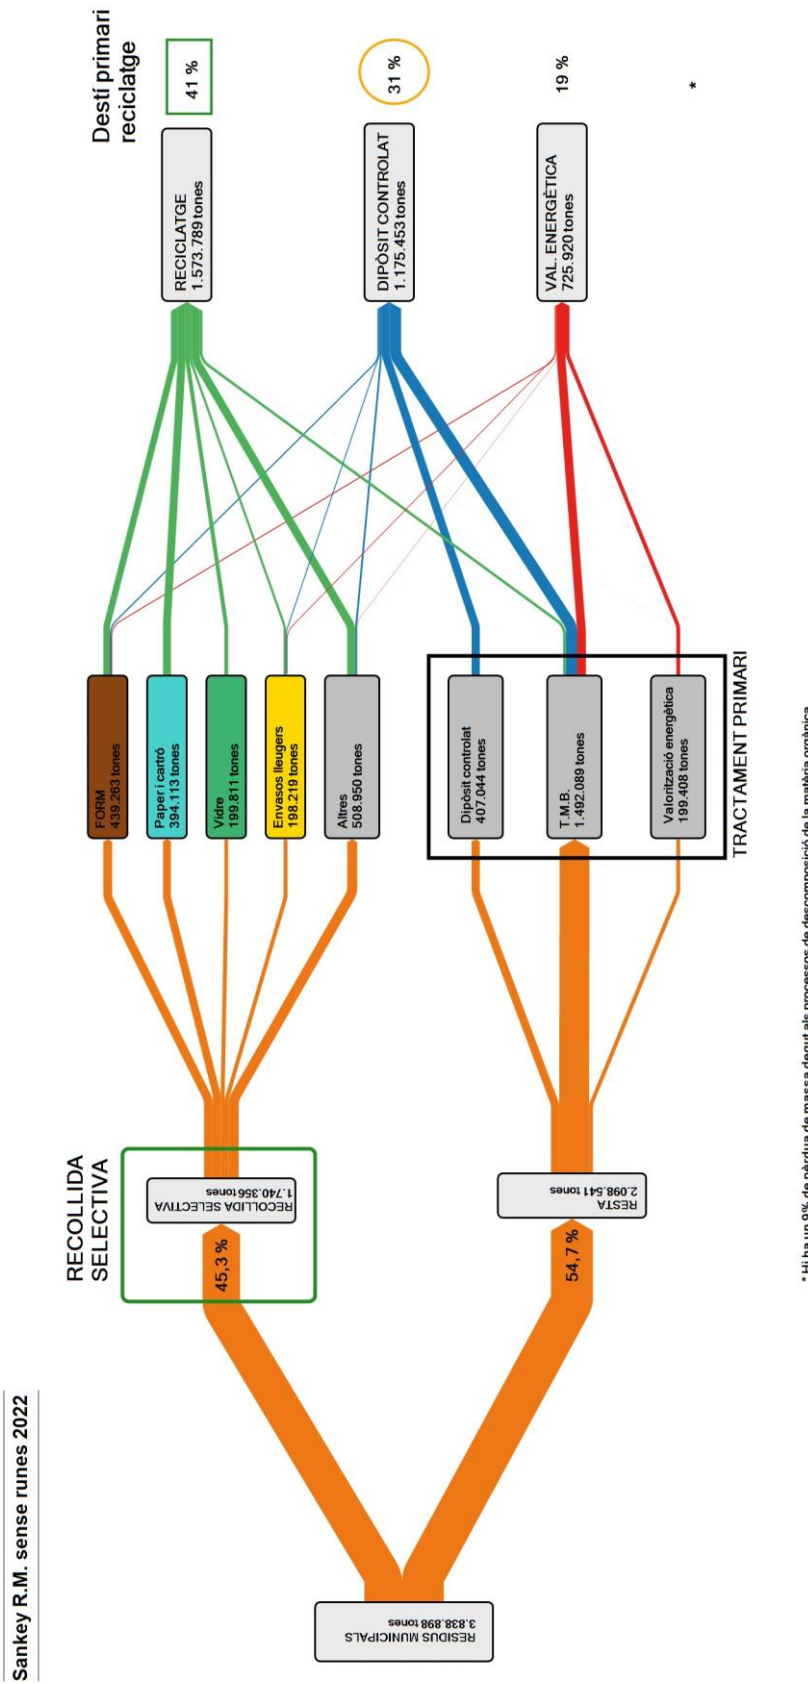 Sankey R.M. sense runes 2022
RESIDUS MUNICIPALS
3.838.898 tones
45,3 %
54,7 %
RECOLLIDA
SELECTIVA
RECOLLIDA SELECTIVA
1.740.356 tones
RESTA
2.098.541 tones
FORM
439.263 tones
Paper i cartró
394.113 tones
Vidre
199.811 tones
Envasos lleugers
198.219 tones
Altres
508.950 tones
Dipòsit controlat
407.044 tones
T.M.B.
1.492.089 tones
Valorització energética
199.408 tones
TRACTAMENT PRIMARI
Destí primari
reciclatge
RECICLATGE
1.573.789 tones
41 %
DIPÒSIT CONTROLAT
1.175.453 tones
31 %
VAL. ENERGÈTICA
725.920 tones
19 %
*
* Hi ha un 9% de pèrdua de massa degut als processos de descomposició de la matèria orgànica